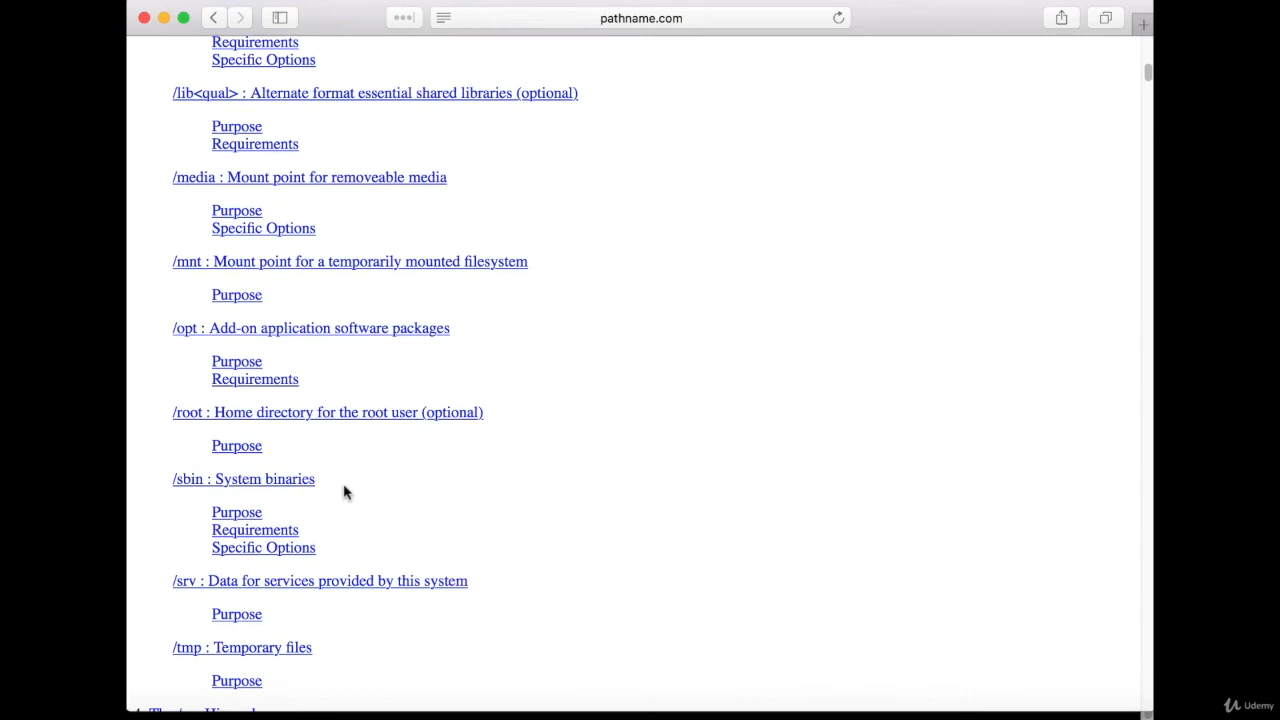 pathname.com
Requirements
Specific Options
/lib<qual> : Alternate format essential shared libraries (optional)
Purpose
Requirements
/media : Mount point for removeable media
Purpose
Specific Options
/mnt : Mount point for a temporarily mounted filesystem
Purpose
/opt : Add-on application software packages
Purpose
Requirements
/root : Home directory for the root user (optional)
Purpose
/sbin : System binaries
Purpose
Requirements
Specific Options
/srv : Data for services provided by this system
Purpose
/tmp : Temporary files
Purpose
Udemy